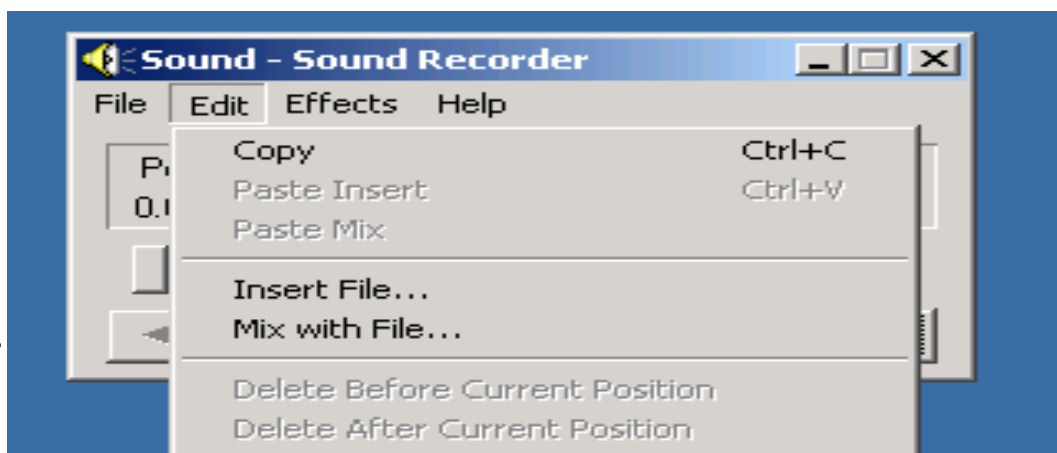 Sound - Sound Recorder
File Edit Effects Help
Copy Ctrl+C
Paste Insert Ctrl+V
Paste Mix
Insert File...
Mix with File...
Delete Before Current Position
Delete After Current Position